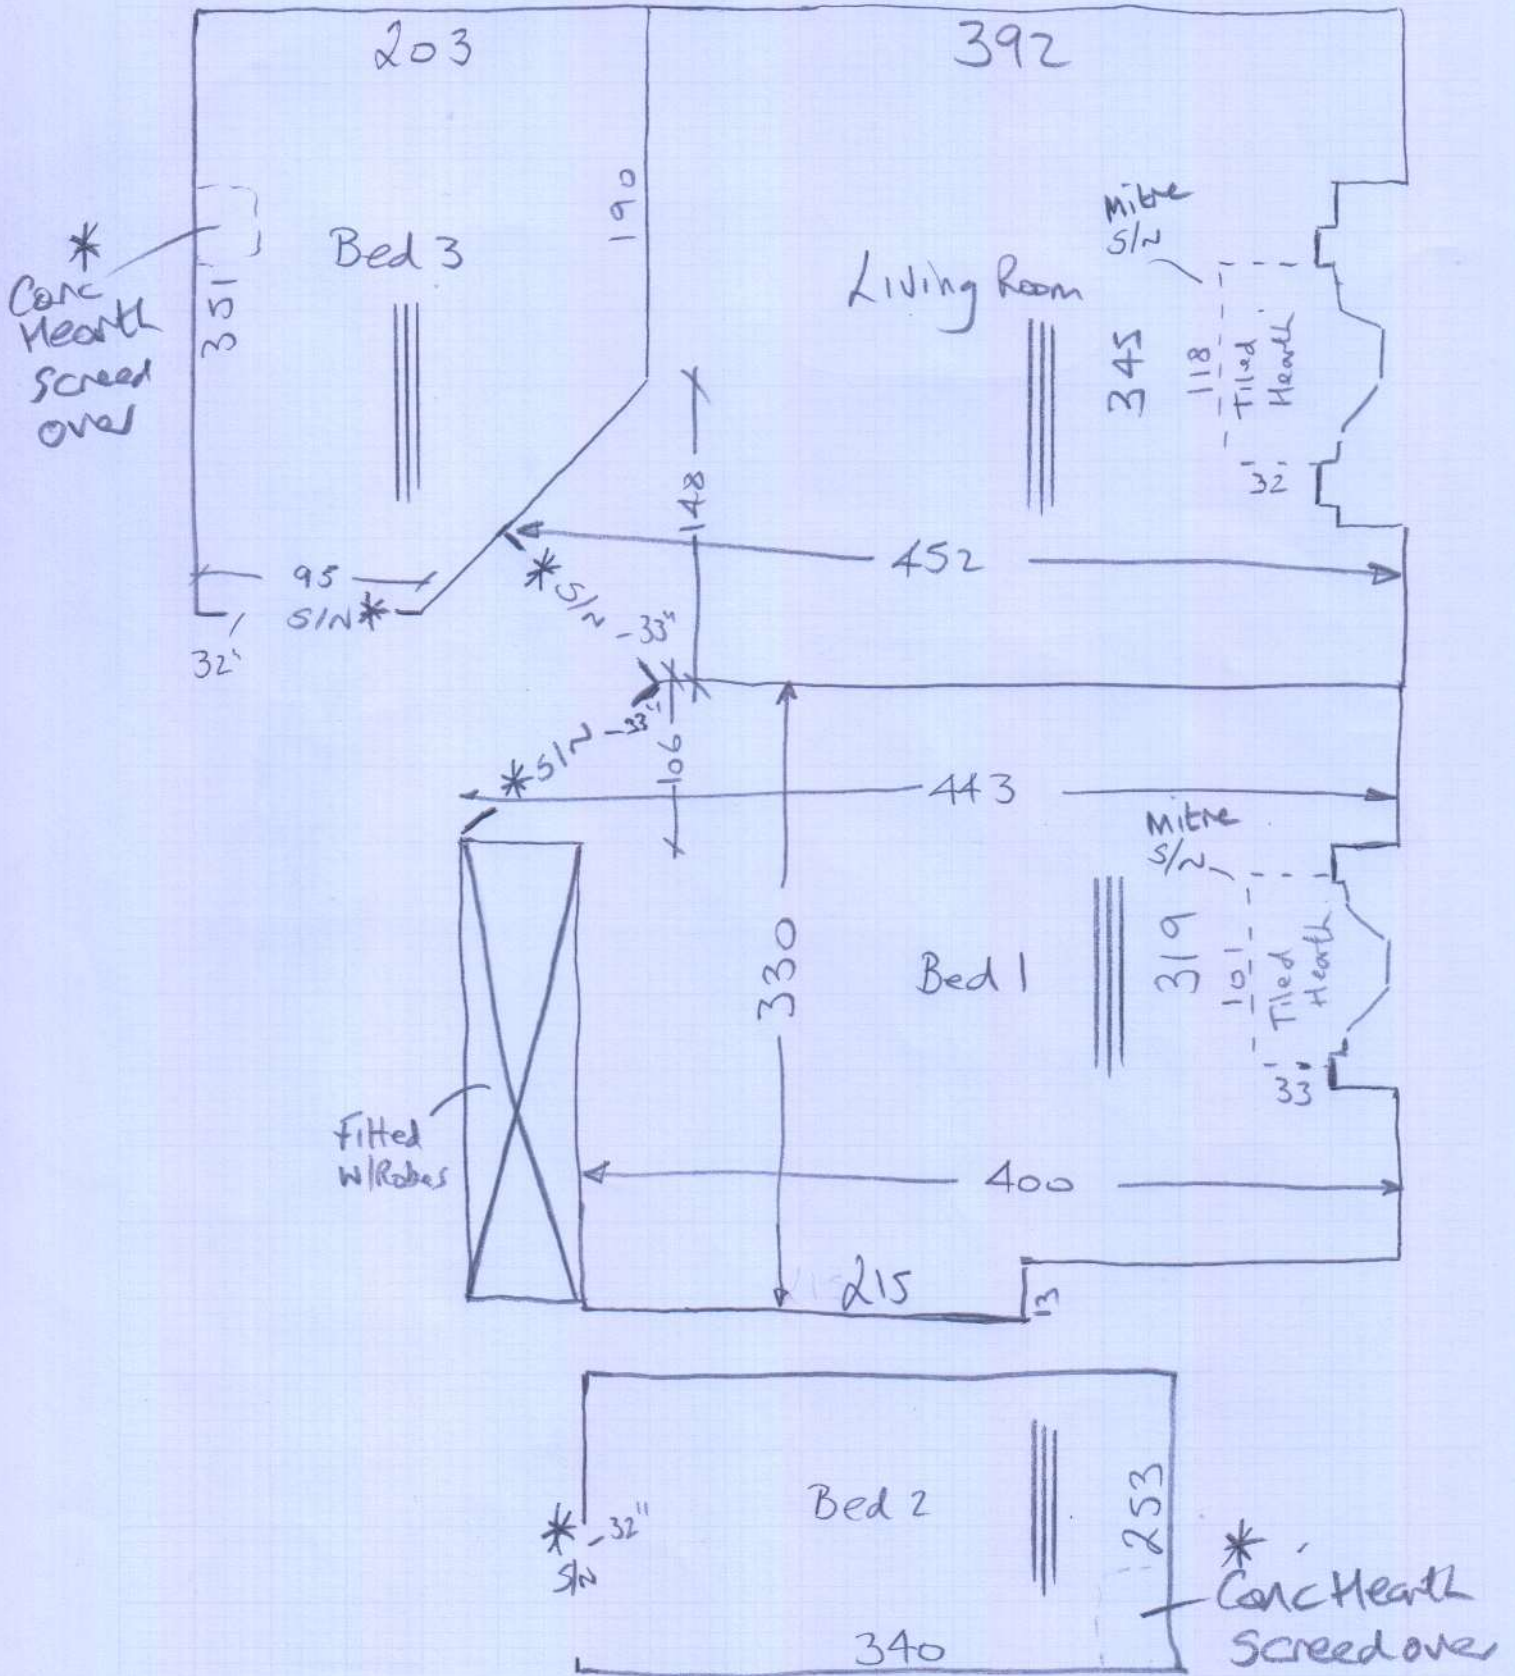 203
392
190
Bed 3
*
Conc
Hearth
screed
over
351
95
S/N *
32"
Living Room
Mitre
S/N
345
118
Tiled
Hearth
32
148
452
* S/N - 33"
* S/N - 33"
106
443
Mitre
S/N
330
Bed 1
319
101
Tiled
Hearth
33
Fitted
W/Robes
400
215
13
Bed 2
253
* - 32"
S/N
340
*
Conc Hearth
Screed over